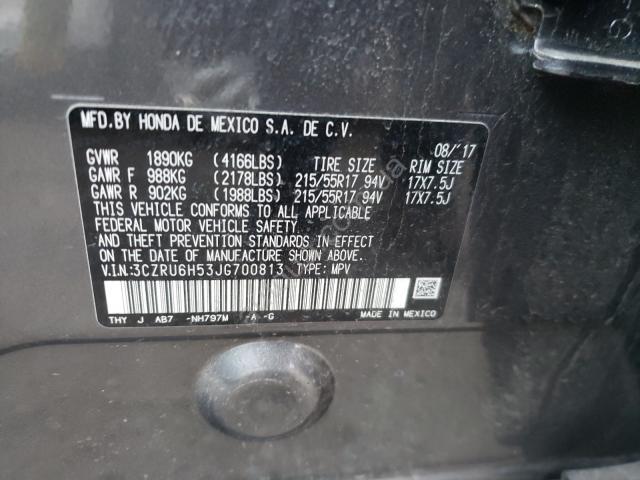 MFD.BY HONDA DE MEXICO S.A. DE C.V.
08/'17
GVWR 1890KG (4166LBS) TIRE SIZE RIM SIZE
GAWR F 988KG (2178LBS) 215/55R17 94V 17X7.5J
GAWR R 902KG (1988LBS) 215/55R17 94V 17X7.5J
THIS VEHICLE CONFORMS TO ALL APPLICABLE
FEDERAL MOTOR VEHICLE SAFETY
AND THEFT PREVENTION STANDARDS IN EFFECT
ON THE DATE OF MANUFACTURE SHOWN ABOVE.
V.I.N:3CZRU6H53JG700813 TYPE: MPV
THY J AB7 -NH797M -A -G MADE IN MEXICO